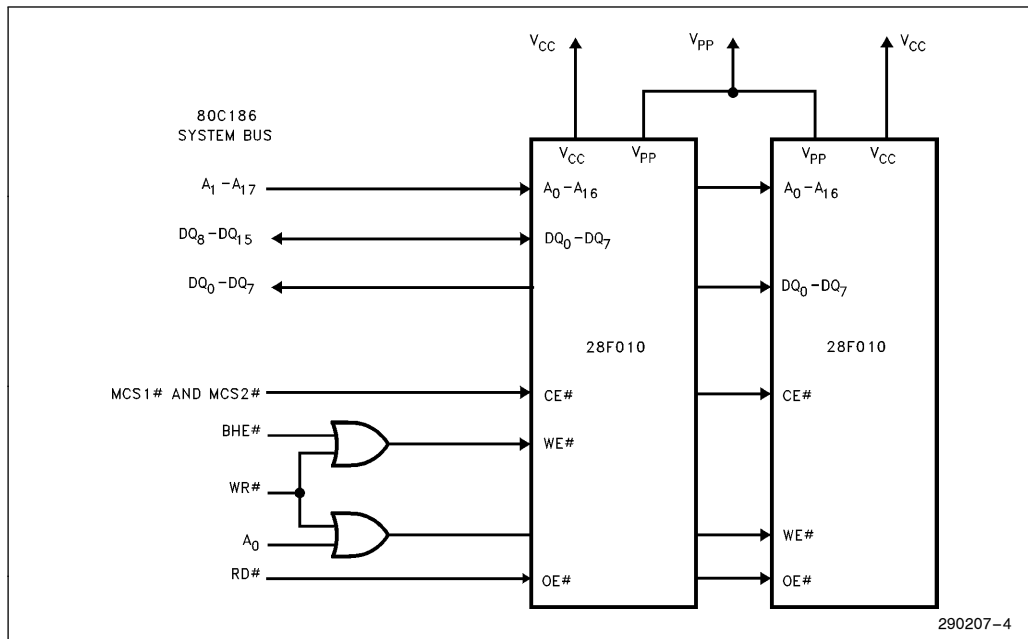 V_CC
V_PP
V_CC
80C186
SYSTEM BUS
V_CC
V_PP
V_PP
V_CC
A_1-A_17
A_0-A_16
A_0-A_16
DQ_8-DQ_15
DQ_0-DQ_7
DQ_0-DQ_7
DQ_0-DQ_7
28F010
28F010
MCS1# AND MCS2#
CE#
CE#
BHE#
WE#
WR#
A_0
WE#
RD#
OE#
OE#
290207-4